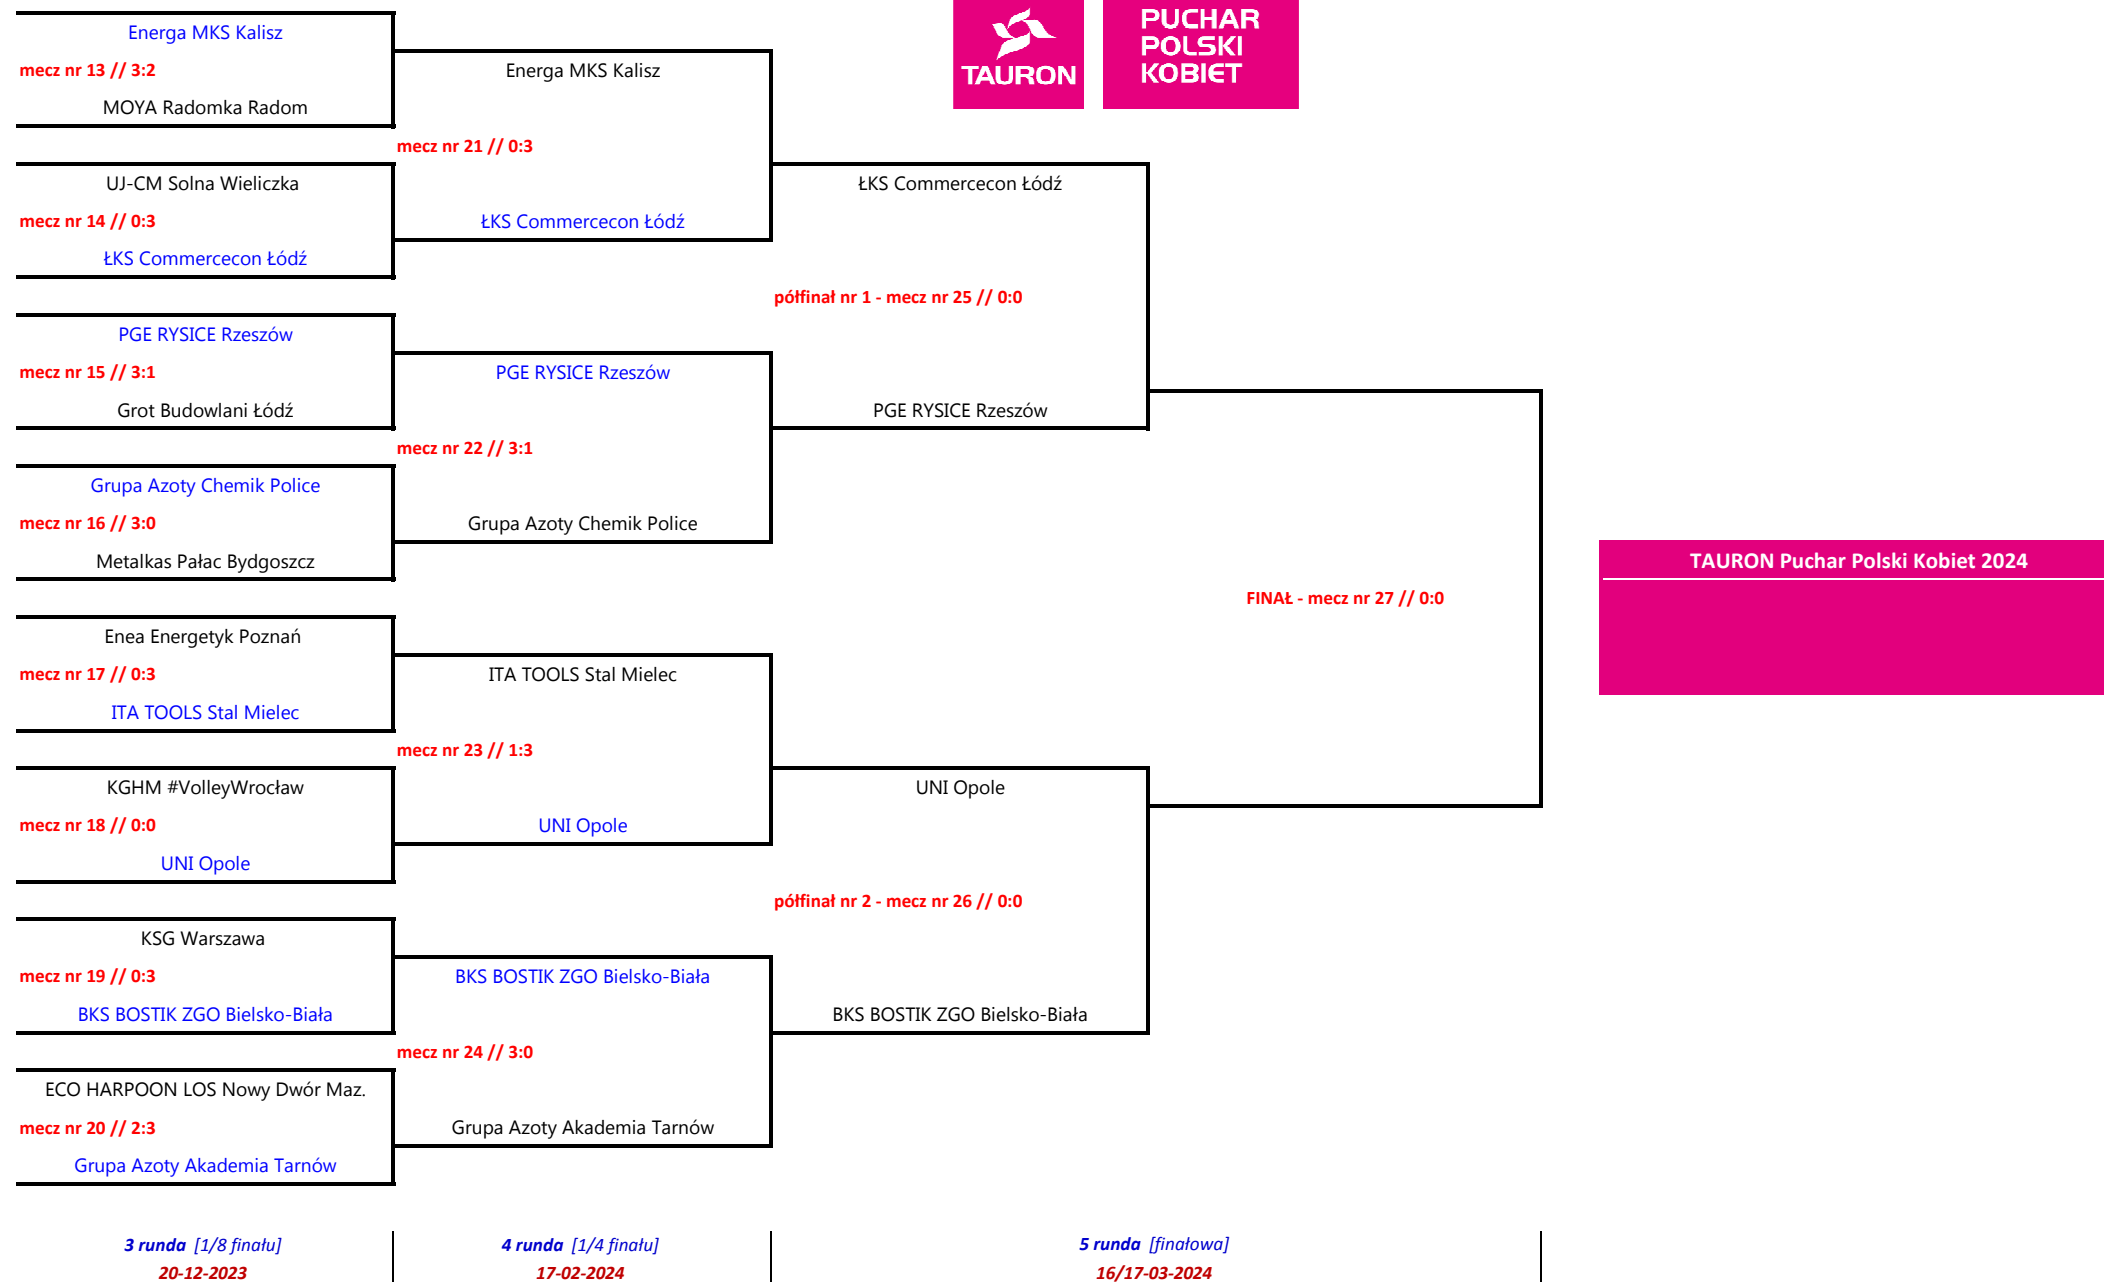 TAURON
PUCHAR
POLSKI
KOBIET
Energa MKS Kalisz
mecz nr 13 // 3:2
MOYA Radomka Radom
UJ-CM Solna Wieliczka
mecz nr 14 // 0:3
ŁKS Commercecon Łódź
PGE RYSICE Rzeszów
mecz nr 15 // 3:1
Grot Budowlani Łódź
Grupa Azoty Chemik Police
mecz nr 16 // 3:0
Metalkas Pałac Bydgoszcz
Enea Energetyk Poznań
mecz nr 17 // 0:3
ITA TOOLS Stal Mielec
KGHM #VolleyWrocław
mecz nr 18 // 0:0
UNI Opole
KSG Warszawa
mecz nr 19 // 0:3
BKS BOSTIK ZGO Bielsko-Biała
ECO HARPOON LOS Nowy Dwór Maz.
mecz nr 20 // 2:3
Grupa Azoty Akademia Tarnów
3 runda [1/8 finału]
20-12-2023
Energa MKS Kalisz
mecz nr 21 // 0:3
ŁKS Commercecon Łódź
PGE RYSICE Rzeszów
mecz nr 22 // 3:1
Grupa Azoty Chemik Police
ITA TOOLS Stal Mielec
mecz nr 23 // 1:3
UNI Opole
BKS BOSTIK ZGO Bielsko-Biała
mecz nr 24 // 3:0
Grupa Azoty Akademia Tarnów
4 runda [1/4 finału]
17-02-2024
ŁKS Commercecon Łódź
półfinał nr 1 - mecz nr 25 // 0:0
PGE RYSICE Rzeszów
UNI Opole
półfinał nr 2 - mecz nr 26 // 0:0
BKS BOSTIK ZGO Bielsko-Biała
FINAŁ - mecz nr 27 // 0:0
5 runda [finałowa]
16/17-03-2024
TAURON Puchar Polski Kobiet 2024